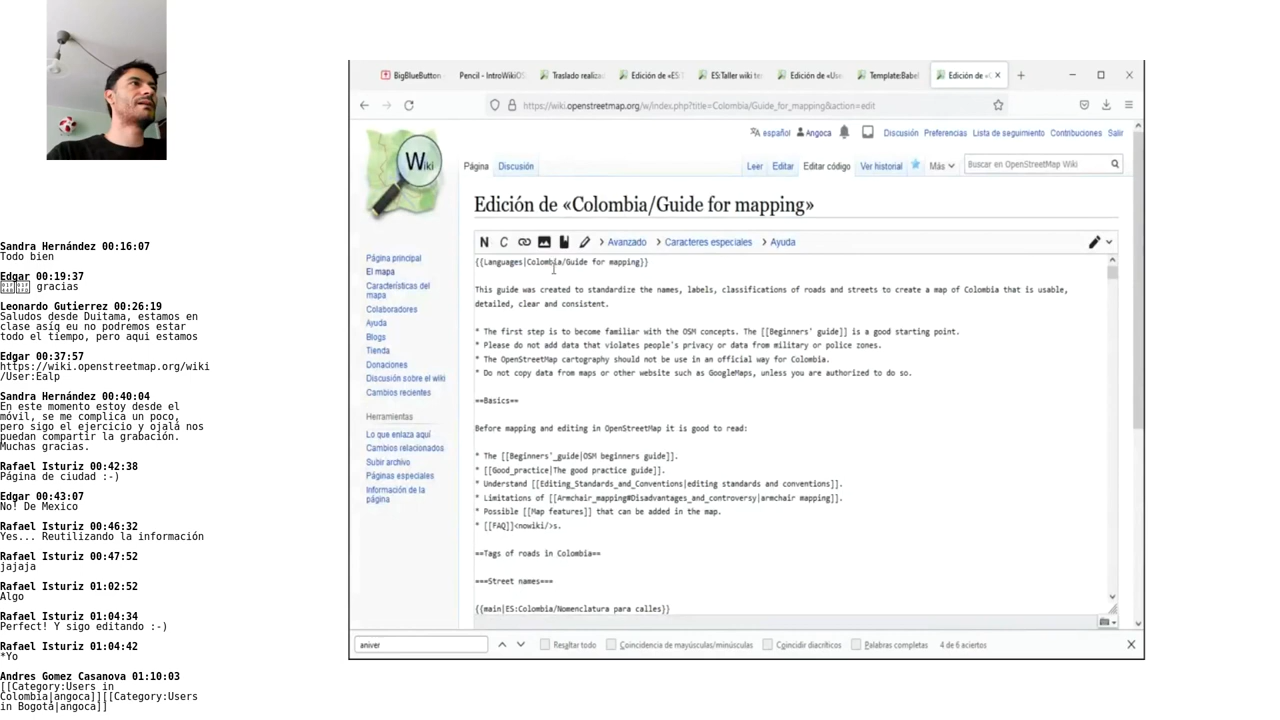 Sandra Hernández 00:16:07
Todo bien
Edgar 00:19:37
gracias
Leonardo Gutierrez 00:26:19
Saludos desde Duitama, estamos en
clase asig eu no podremos estar
todo el tiempo, pero aqui estamos
Edgar 00:37:57
https://wiki.openstreetmap.org/wiki
/User:Ealp
Sandra Hernández 00:40:04
En este momento estoy desde el
móvil, se me complica un poco,
pero sigo el ejercicio y ojalá nos
puedan compartir la grabación.
Muchas gracias.
Rafael Isturiz 00:42:38
Página de ciudad :-)
Edgar 00:43:07
No! De Mexico
Rafael Isturiz 00:46:32
Yes... Reutilizando la información
Rafael Isturiz 00:47:52
jajaja
Rafael Isturiz 01:02:52
Algo
Rafael Isturiz 01:04:34
Perfect! Y sigo editando :-)
Rafael Isturiz 01:04:42
*Yo
Andres Gomez Casanova 01:10:03
[[Category:Users in
Colombia|angoca]][[Category:Users
in Bogotá|angoca]]
BigBlueButton Pencil - IntroWikiOS Traslado realiza Edición de «ES:T ES:Taller wiki te Edición de «Use Template:Babel Edición de «C
https://wiki.openstreetmap.org/w/index.php?title=Colombia/Guide_for_mapping&action=edit
español Angoca Discusión Preferencias Lista de seguimiento Contribuciones Salir
Wiki
Página Discusión Leer Editar Editar código Ver historial Más Buscar en OpenStreetMap Wiki
Edición de «Colombia/Guide for mapping»
N C Avanzado Caracteres especiales Ayuda
Página principal
El mapa
Características del
mapa
Colaboradores
Ayuda
Blogs
Tienda
Donaciones
Discusión sobre el wiki
Cambios recientes
Herramientas
Lo que enlaza aquí
Cambios relacionados
Subir archivo
Páginas especiales
Información de la
página
{{Languages|Colombia/Guide for mapping}}
This guide was created to standardize the names, labels, classifications of roads and streets to create a map of Colombia that is usable,
detailed, clear and consistent.
* The first step is to become familiar with the OSM concepts. The [[Beginners' guide]] is a good starting point.
* Please do not add data that violates people's privacy or data from military or police zones.
* The OpenStreetMap cartography should not be use in an official way for Colombia.
* Do not copy data from maps or other website such as GoogleMaps, unless you are authorized to do so.
==Basics==
Before mapping and editing in OpenStreetMap it is good to read:
* The [[Beginners'_guide|OSM beginners guide]].
* [[Good_practice|The good practice guide]].
* Understand [[Editing_Standards_and_Conventions|editing standards and conventions]].
* Limitations of [[Armchair_mapping#Disadvantages_and_controversy|armchair mapping]].
* Possible [[Map features]] that can be added in the map.
* [[FAQ]]<nowiki/>s.
==Tags of roads in Colombia==
===Street names===
{{main|ES:Colombia/Nomenclatura para calles}}
aniver Resaltar todo Coincidencia de mayúsculas/minúsculas Coincidir diacríticos Palabras completas 4 de 6 aciertos